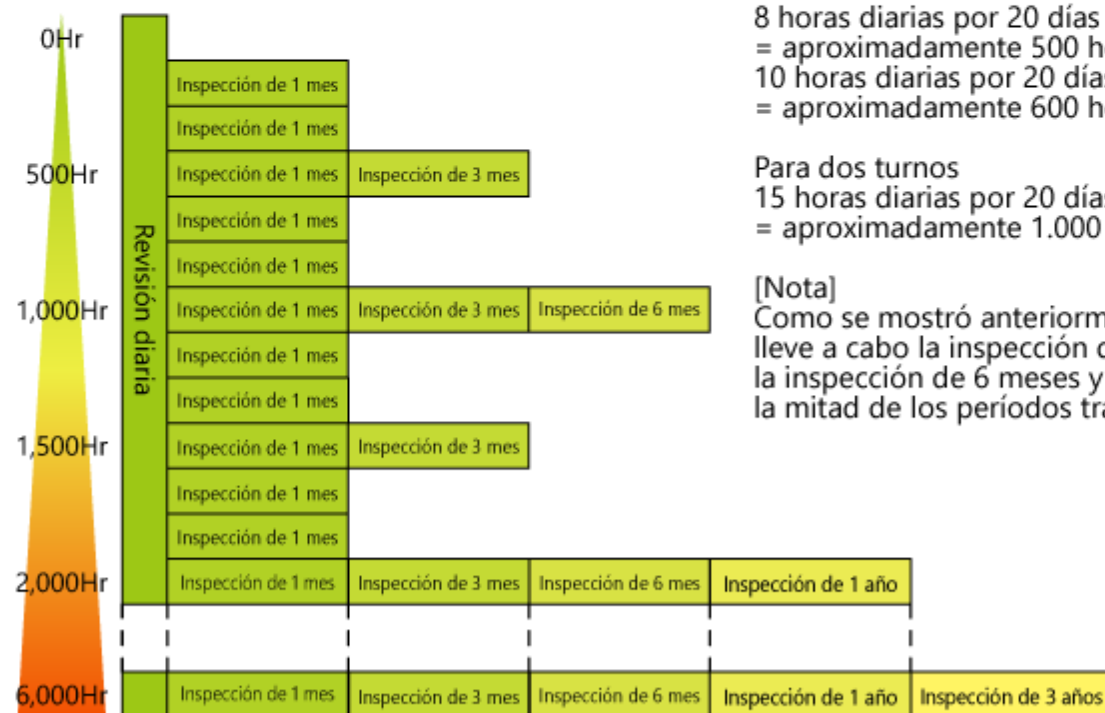 0Hr
500Hr
1,000Hr
1,500Hr
2,000Hr
6,000Hr
Revisión diaria
Inspección de 1 mes
Inspección de 1 mes
Inspección de 1 mes Inspección de 3 mes
Inspección de 1 mes
Inspección de 1 mes
Inspección de 1 mes Inspección de 3 mes Inspección de 6 mes
Inspección de 1 mes
Inspección de 1 mes
Inspección de 1 mes Inspección de 3 mes
Inspección de 1 mes
Inspección de 1 mes
Inspección de 1 mes Inspección de 3 mes Inspección de 6 mes Inspección de 1 año
Inspección de 1 mes Inspección de 3 mes Inspección de 6 mes Inspección de 1 año Inspección de 3 años
8 horas diarias por 20 días
= aproximadamente 500
10 horas diarias por 20
= aproximadamente 600
Para dos turnos
15 horas diarias por 20
= aproximadamente 1.000
[Nota]
Como se mostró
lleve a cabo la inspección
la inspección de 6 meses y
la mitad de los períodos